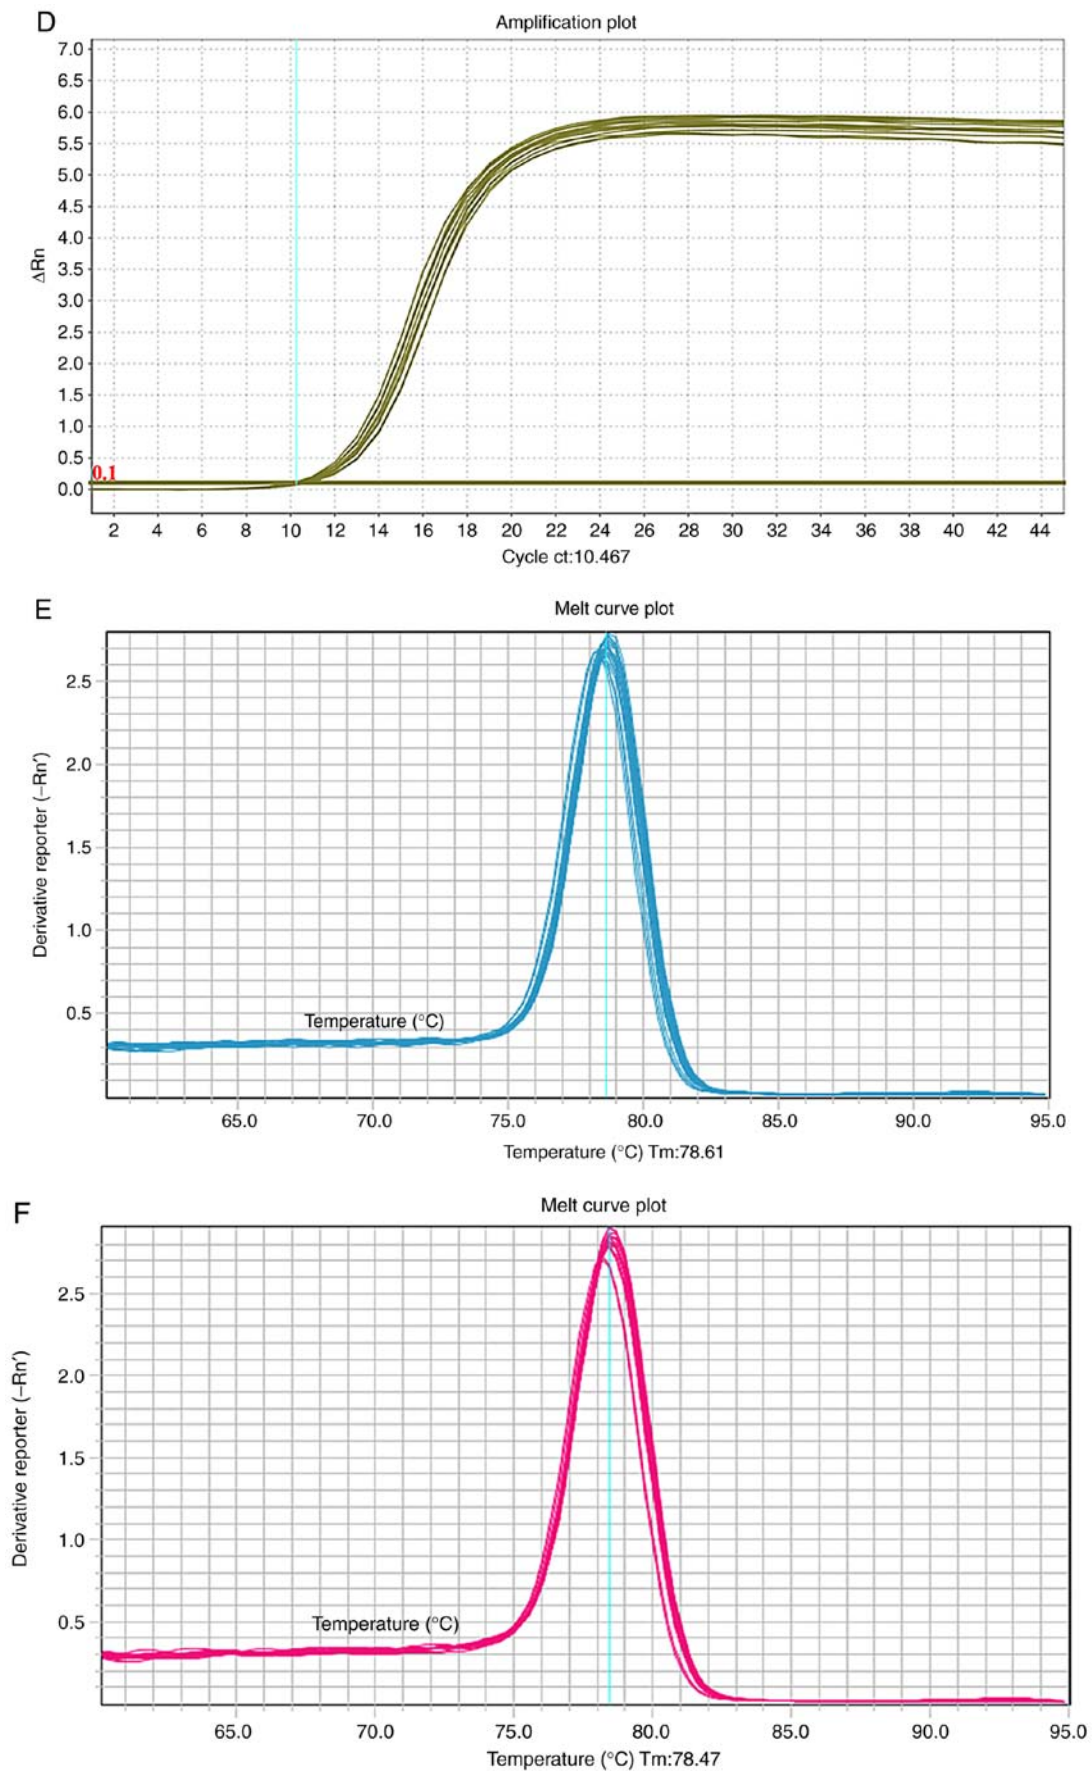 D
Amplification plot
7.0
6.5
6.0
5.5
5.0
4.5
4.0
3.5
3.0
2.5
2.0
1.5
1.0
0.5
0.0
ΔRn
0.1
2 4 6 8 10 12 14 16 18 20 22 24 26 28 30 32 34 36 38 40 42 44
Cycle ct:10.467
E
Melt curve plot
2.5
2.0
1.5
1.0
0.5
Derivative reporter (−Rn′)
Temperature (°C)
65.0 70.0 75.0 80.0 85.0 90.0 95.0
Temperature (°C) Tm:78.61
F
Melt curve plot
2.5
2.0
1.5
1.0
0.5
Derivative reporter (−Rn′)
Temperature (°C)
65.0 70.0 75.0 80.0 85.0 90.0 95.0
Temperature (°C) Tm:78.47